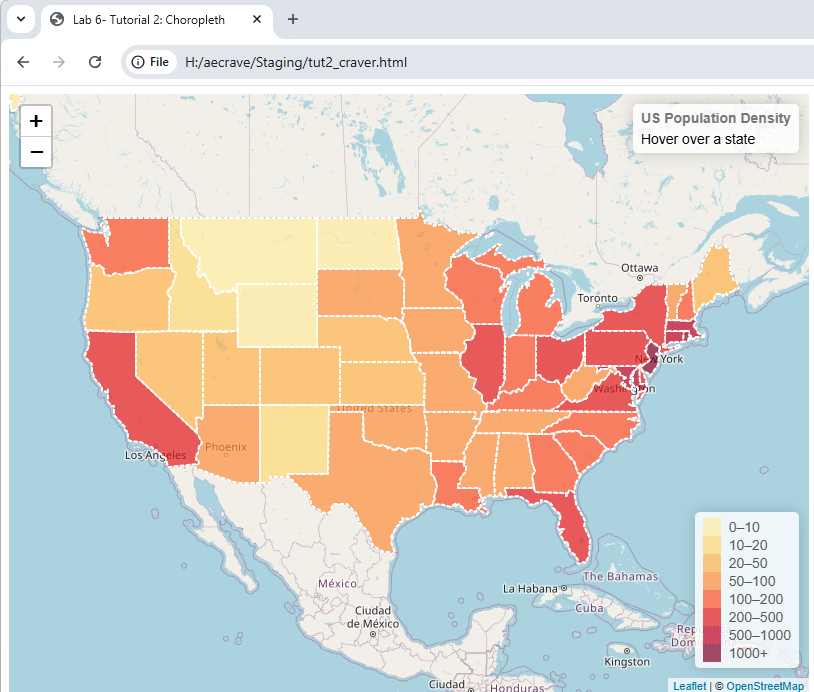 Lab 6- Tutorial 2: Choropleth
File
H:/aecrave/Staging/tut2_craver.html
+
−
US Population Density
Hover over a state
Ottawa
Toronto
New York
Washington
United States
Phoenix
Los Angeles
0–10
10–20
20–50
50–100
100–200
200–500
500–1000
1000+
The Bahamas
La Habana
México
Cuba
Ciudad
de México
Kingston
Ciudad
Honduras
Leaflet | © OpenStreetMap